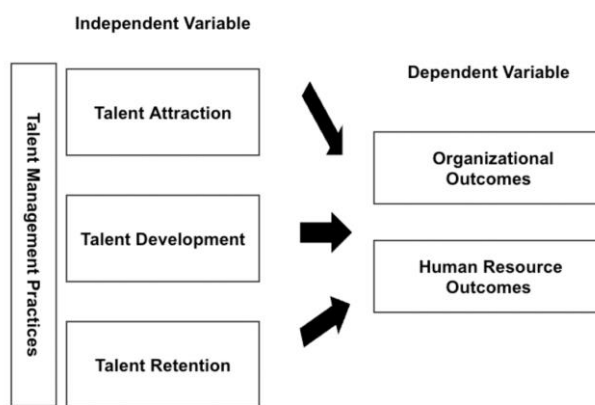 Independent Variable
Dependent Variable
Talent Management Practices
Talent Attraction
Talent Development
Talent Retention
Organizational
Outcomes
Human Resource
Outcomes